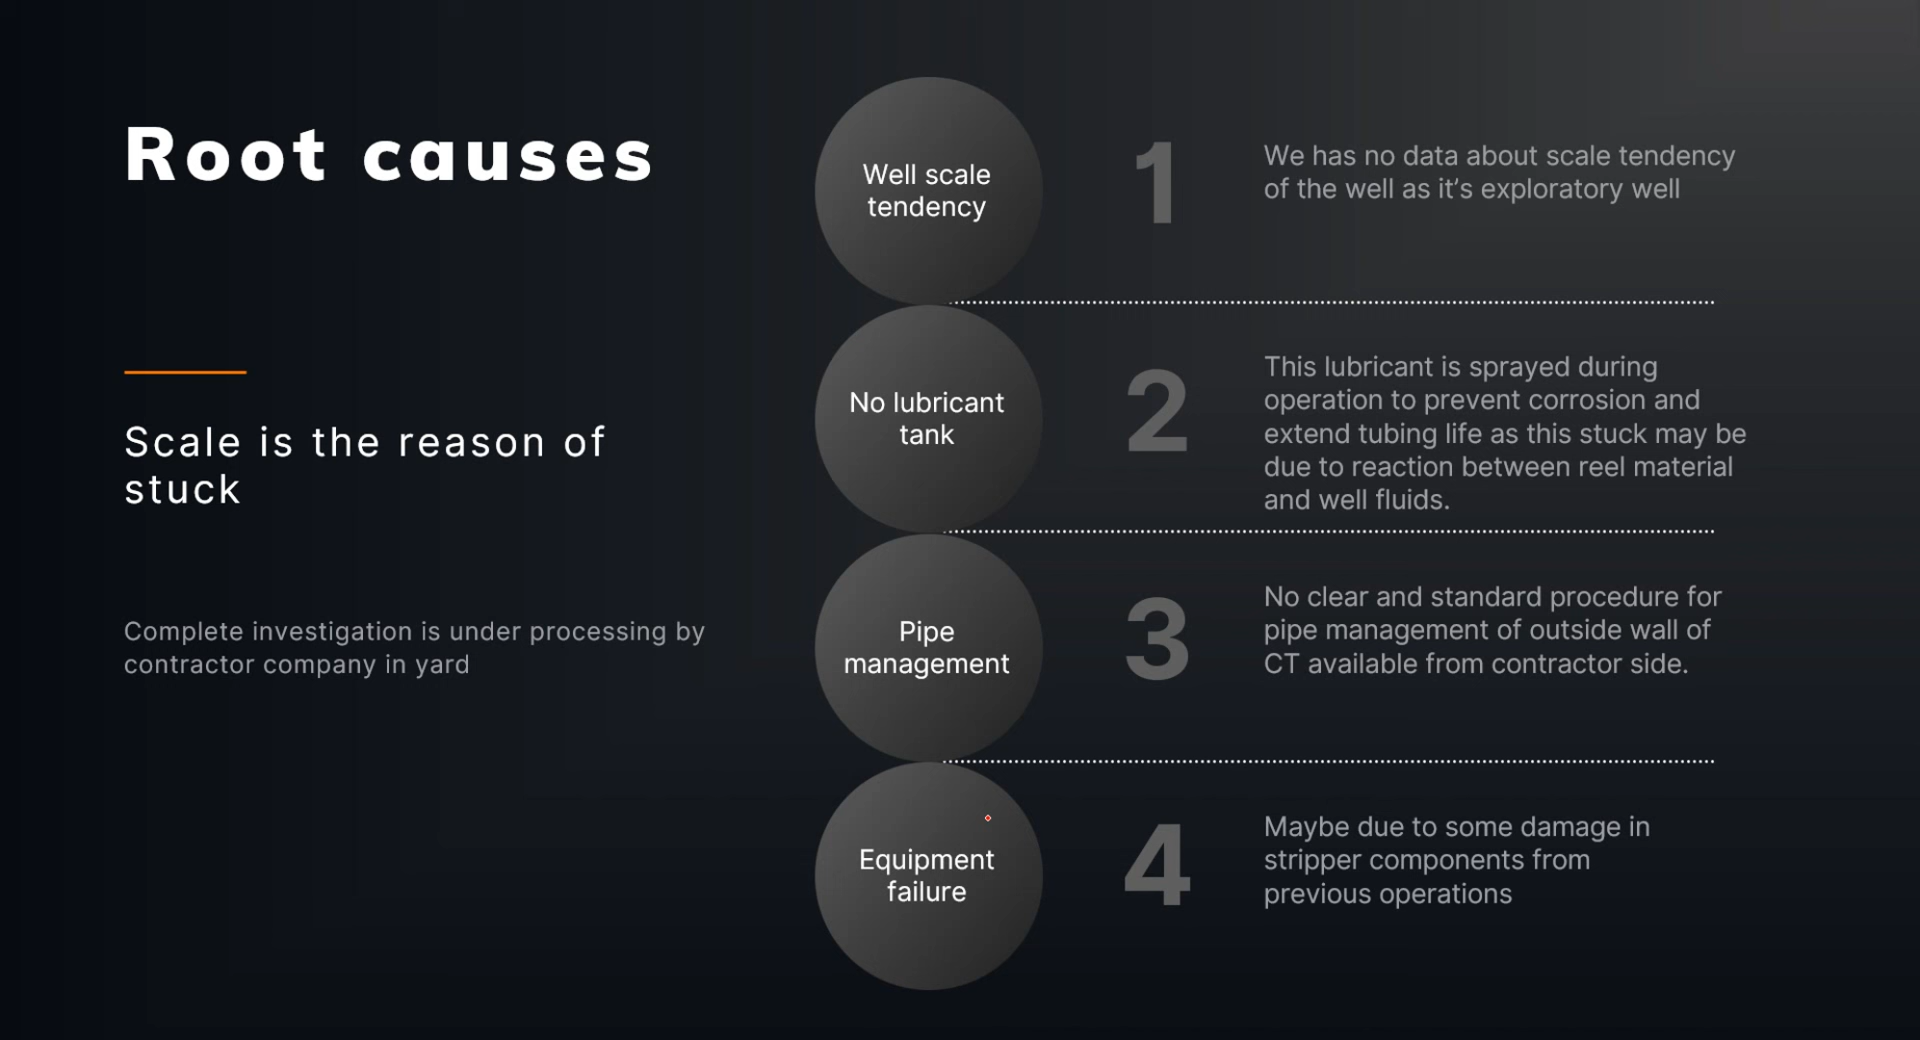 Root causes
Scale is the reason of
stuck
Complete investigation is under processing by
contractor company in yard
Well scale
tendency
1
We has no data about scale tendency
of the well as it’s exploratory well
No lubricant
tank
2
This lubricant is sprayed during
operation to prevent corrosion and
extend tubing life as this stuck may be
due to reaction between reel material
and well fluids.
Pipe
management
3
No clear and standard procedure for
pipe management of outside wall of
CT available from contractor side.
Equipment
failure
4
Maybe due to some damage in
stripper components from
previous operations